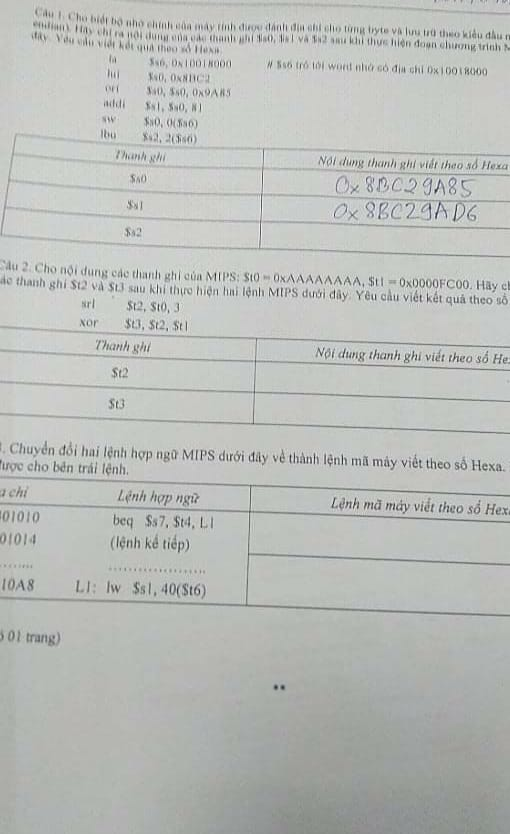 Câu 1. Cho biết bộ nhớ chính của máy tính được đánh địa chỉ cho từng byte và lưu trữ theo kiểu đầu
endian). Hãy chỉ ra nội dung của các thanh ghi $s0, $s1 và $s2 sau khi thực hiện đoạn chương trình
đây. Yêu cầu viết kết quả theo số Hexa.
la $s6, 0x10018000 # $s6 trỏ tới word nhớ có địa chỉ 0x10018000
lui $s0, 0x8BC2
ori $s0, $s0, 0x9A85
addi $s1, $s0, 81
sw $s0, 0($s6)
lbu $s2, 2($s6)
Thanh ghi Nội dung thanh ghi viết theo số Hexa
$s0 0x8BC29A85
$s1 0x8BC29AD6
$s2
Câu 2. Cho nội dung các thanh ghi của MIPS: $t0 = 0xAAAAAAAA, $t1 = 0x0000FC00. Hãy
các thanh ghi $t2 và $t3 sau khi thực hiện hai lệnh MIPS dưới đây. Yêu cầu viết kết quả theo số
srl $t2, $t0, 3
xor $t3, $t2, $t1
Thanh ghi Nội dung thanh ghi viết theo số He
$t2
$t3
. Chuyển đổi hai lệnh hợp ngữ MIPS dưới đây về thành lệnh mã máy viết theo số Hexa.
được cho bên trái lệnh.
chỉ Lệnh hợp ngữ Lệnh mã máy viết theo số Hex
01010 beq $s7, $t4, L1
01014 (lệnh kế tiếp)
....... ....................
10A8 L1: lw $s1, 40($t6)
01 trang)